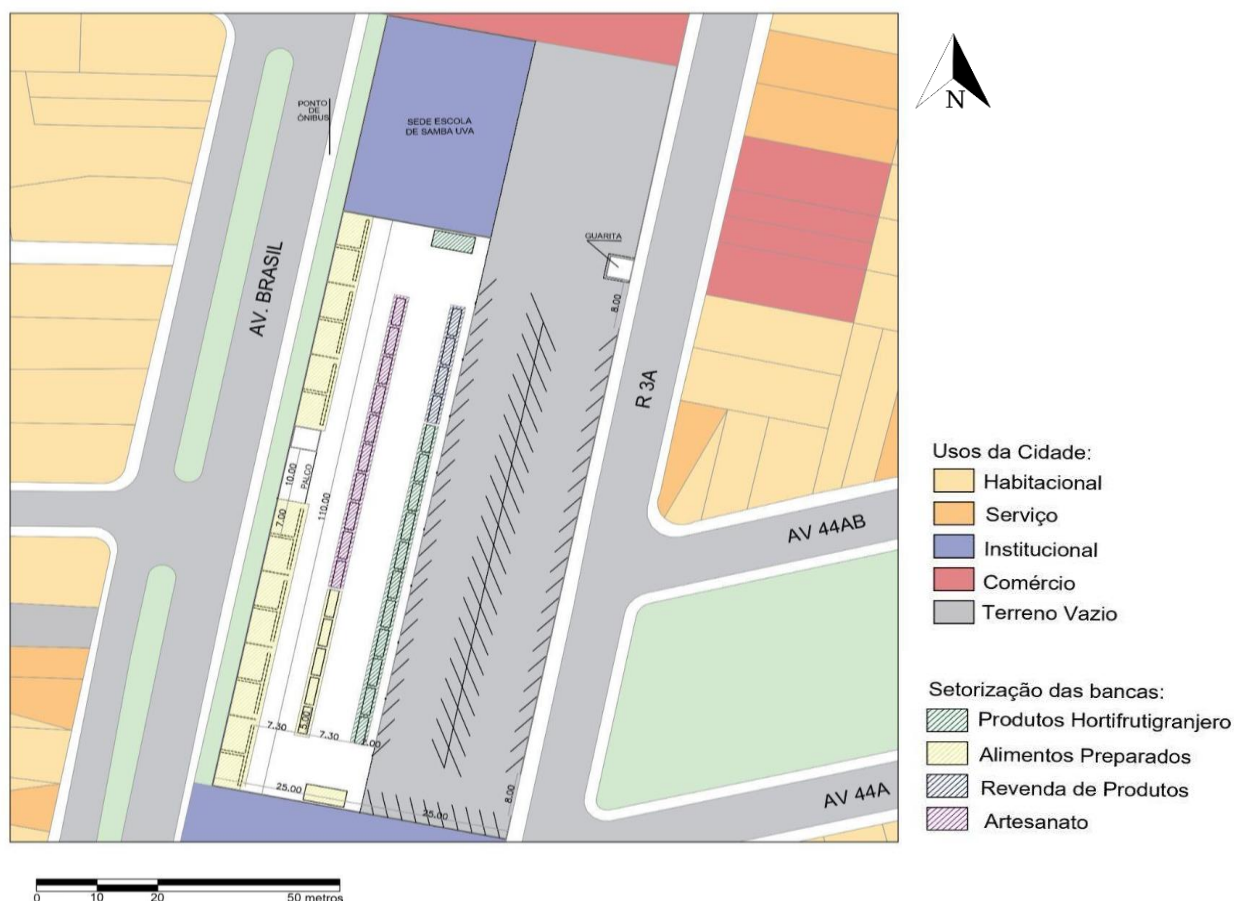 PONTO
DE
ÔNIBUS
SEDE ESCOLA
DE SAMBA UVA
N
GUARITA
AV. BRASIL
8.00
R 3A
10.00
PALCO
7.00
110.00
AV 44AB
5.00
7.30
7.30
25.00
25.00
8.00
AV 44A
Usos da Cidade:
Habitacional
Serviço
Institucional
Comércio
Terreno Vazio
Setorização das bancas:
Produtos Hortifrutigranjero
Alimentos Preparados
Revenda de Produtos
Artesanato
0 10 20 50 metros